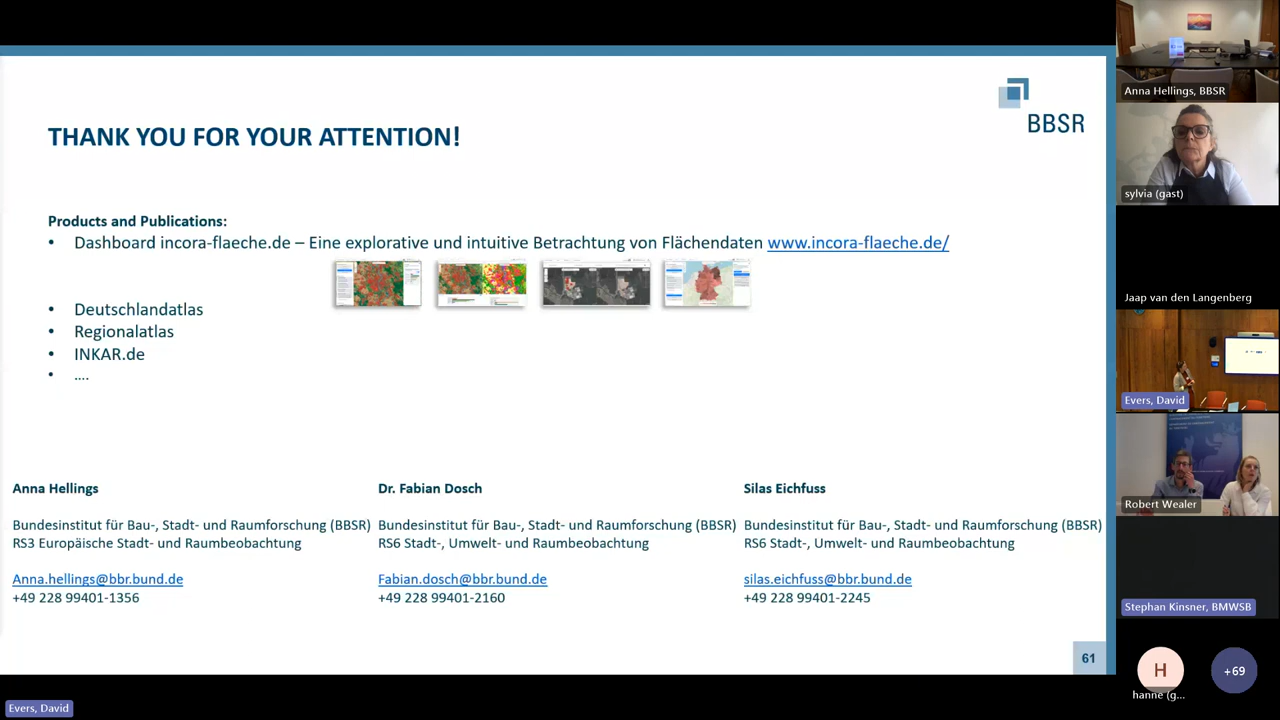 BBSR
THANK YOU FOR YOUR ATTENTION!
Products and Publications:
• Dashboard incora-flaeche.de – Eine explorative und intuitive Betrachtung von Flächendaten www.incora-flaeche.de/
• Deutschlandatlas
• Regionalatlas
• INKAR.de
• ....
Anna Hellings
Bundesinstitut für Bau-, Stadt- und Raumforschung (BBSR)
RS3 Europäische Stadt- und Raumbeobachtung
Anna.hellings@bbr.bund.de
+49 228 99401-1356
Dr. Fabian Dosch
Bundesinstitut für Bau-, Stadt- und Raumforschung (BBSR)
RS6 Stadt-, Umwelt- und Raumbeobachtung
Fabian.dosch@bbr.bund.de
+49 228 99401-2160
Silas Eichfuss
Bundesinstitut für Bau-, Stadt- und Raumforschung (BBSR)
RS6 Stadt-, Umwelt- und Raumbeobachtung
silas.eichfuss@bbr.bund.de
+49 228 99401-2245
61
Evers, David
Anna Hellings, BBSR
sylvia (gast)
Jaap van den Langenberg
Evers, David
Robert Wealer
Stephan Kinsner, BMWSB
H
hanne (g...
+69